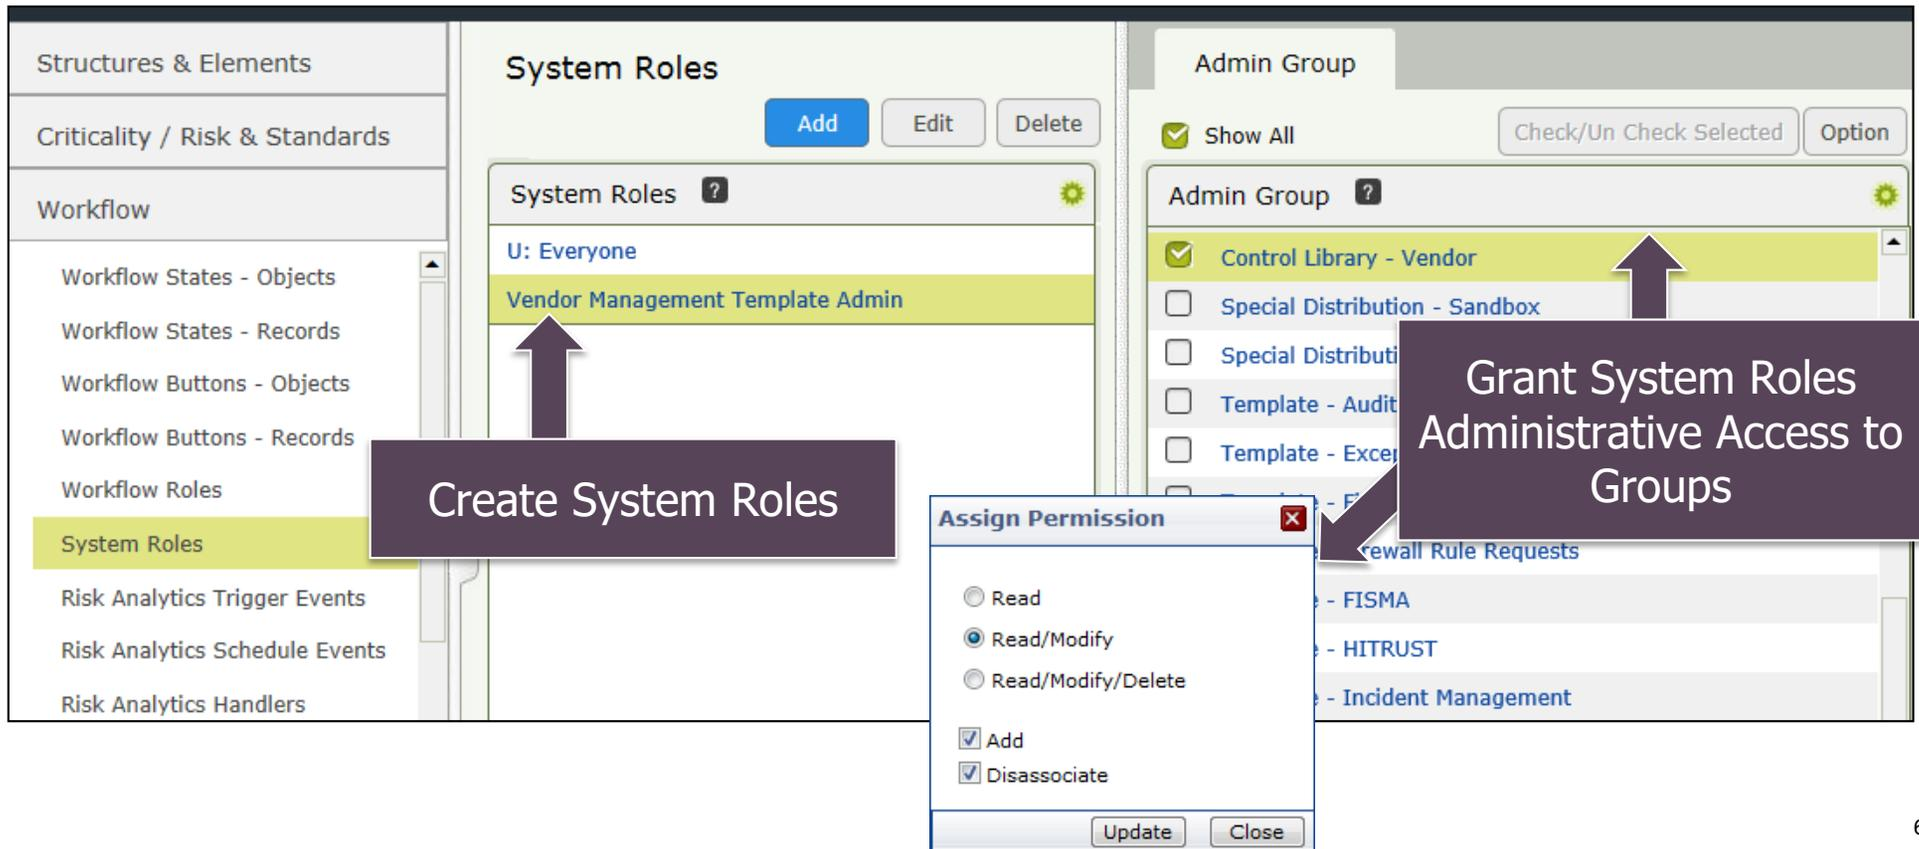 Structures & Elements
Criticality / Risk & Standards
Workflow
Workflow States - Objects
Workflow States - Records
Workflow Buttons - Objects
Workflow Buttons - Records
Workflow Roles
System Roles
Risk Analytics Trigger Events
Risk Analytics Schedule Events
Risk Analytics Handlers
System Roles
Add Edit Delete
System Roles ?
U: Everyone
Vendor Management Template Admin
Create System Roles
Admin Group
Show All Check/Un Check Selected Option
Admin Group ?
Control Library - Vendor
Special Distribution - Sandbox
Special
Template - Audit
Template -
Rule Requests
- FISMA
- HITRUST
- Incident Management
Grant System Roles
Administrative Access to
Groups
Assign Permission
Read
Read/Modify
Read/Modify/Delete
Add
Disassociate
Update Close